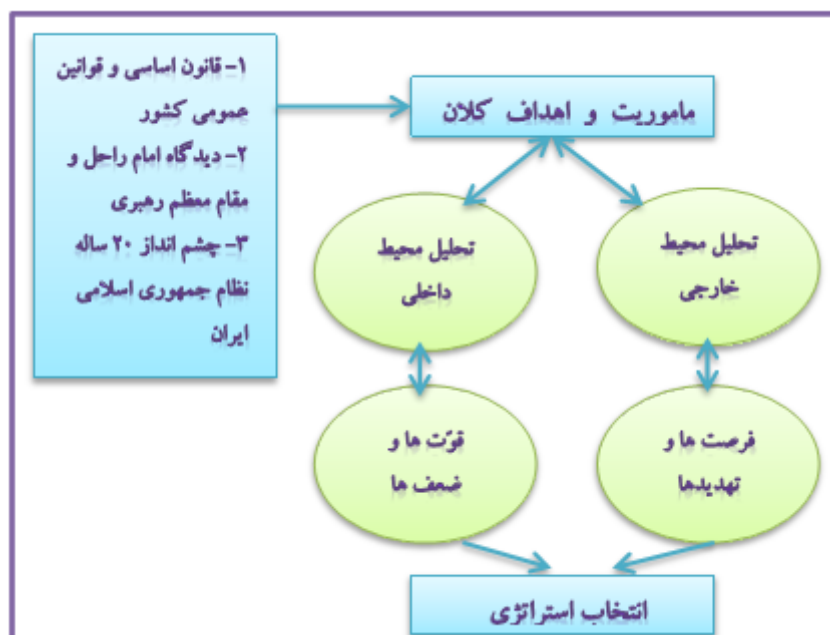 ۱- قانون اساسی و قوانین
عمومی کشور
۲- دیدگاه امام راحل و
مقام معظم رهبری
۳- چشم انداز ۲۰ ساله
نظام جمهوری اسلامی
ایران
ماموریت و اهداف کلان
تحلیل محیط
خارجی
تحلیل محیط
داخلی
فرصت ها و
تهدیدها
قوّت ها و
ضعف ها
انتخاب استراتژی